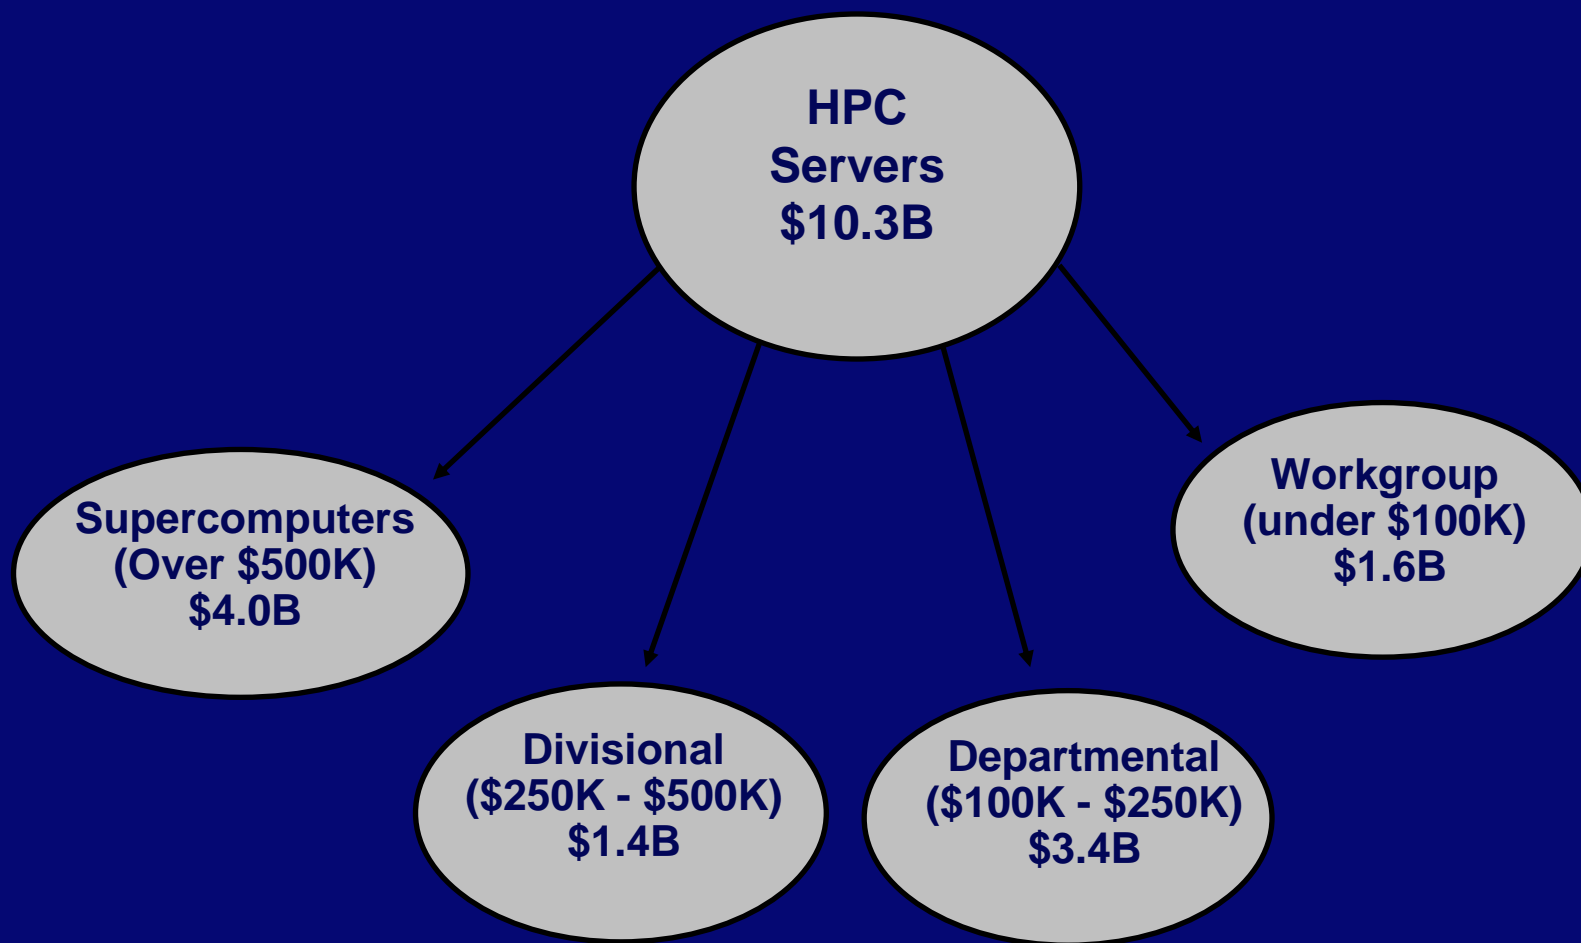 HPC
Servers
$10.3B
Supercomputers
(Over $500K)
$4.0B
Divisional
($250K - $500K)
$1.4B
Departmental
($100K - $250K)
$3.4B
Workgroup
(under $100K)
$1.6B